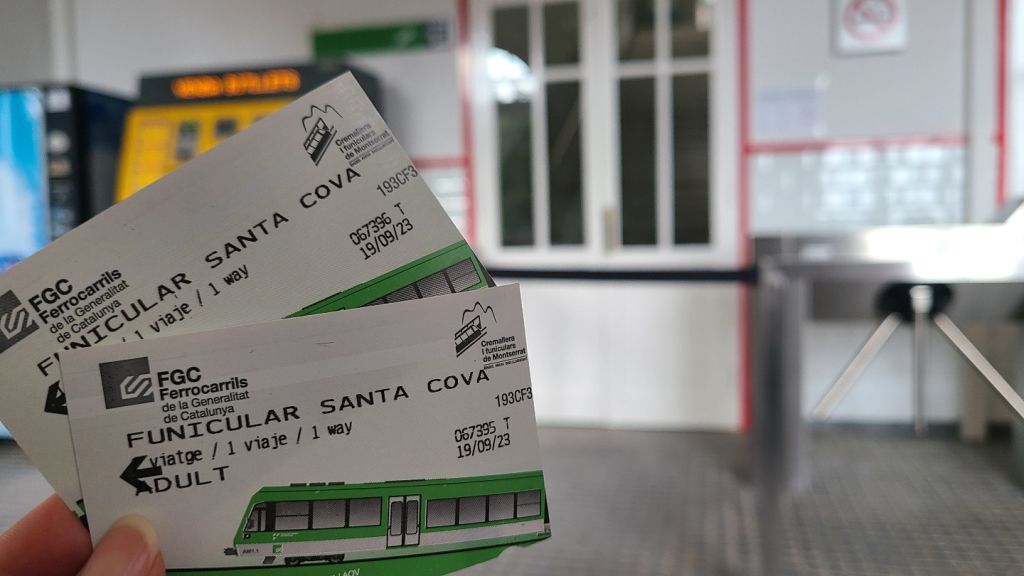 Cremallera
i funiculars
de Montserrat
193CF3
FGC
Ferrocarrils
de la Generalitat
de Catalunya
FUNICULAR SANTA COVA
1 viaje / 1 way
067396 T
19/09/23
Cremallera
i funiculars
de Montserrat
FGC
Ferrocarrils
de la Generalitat
de Catalunya
193CF3
FUNICULAR SANTA COVA
viatge / 1 viaje / 1 way
067395 T
19/09/23
ADULT
AM1.1